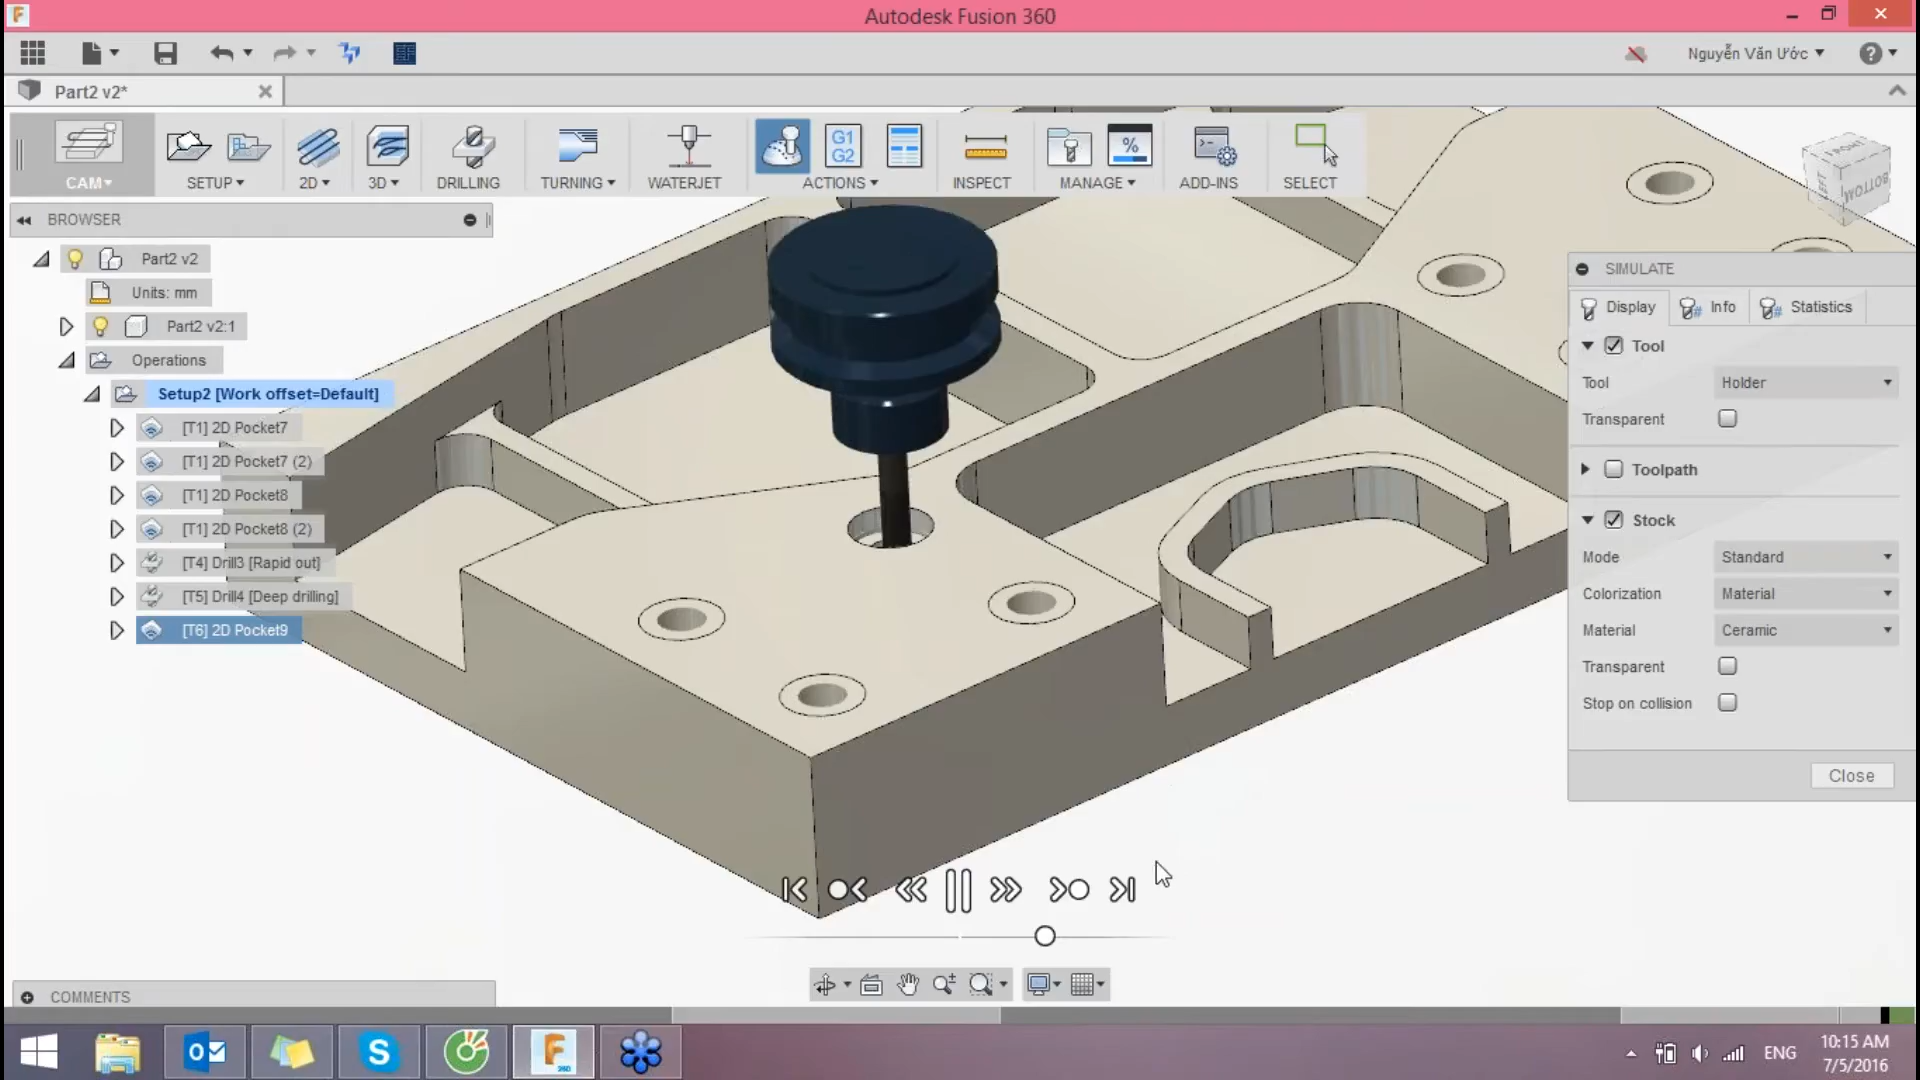 Autodesk Fusion 360
Nguyễn Văn Ước
Part2 v2*
CAM
SETUP
2D
3D
DRILLING
TURNING
WATERJET
G1
G2
ACTIONS
INSPECT
%
MANAGE
ADD-INS
SELECT
FRONT
BOTTOM
BROWSER
Part2 v2
Units: mm
Part2 v2:1
Operations
Setup2 [Work offset=Default]
[T1] 2D Pocket7
[T1] 2D Pocket7 (2)
[T1] 2D Pocket8
[T1] 2D Pocket8 (2)
[T4] Drill3 [Rapid out]
[T5] Drill4 [Deep drilling]
[T6] 2D Pocket9
SIMULATE
Display
Info
Statistics
Tool
Tool
Holder
Transparent
Toolpath
Stock
Mode
Standard
Colorization
Material
Material
Ceramic
Transparent
Stop on collision
Close
COMMENTS
ENG
10:15 AM
7/5/2016